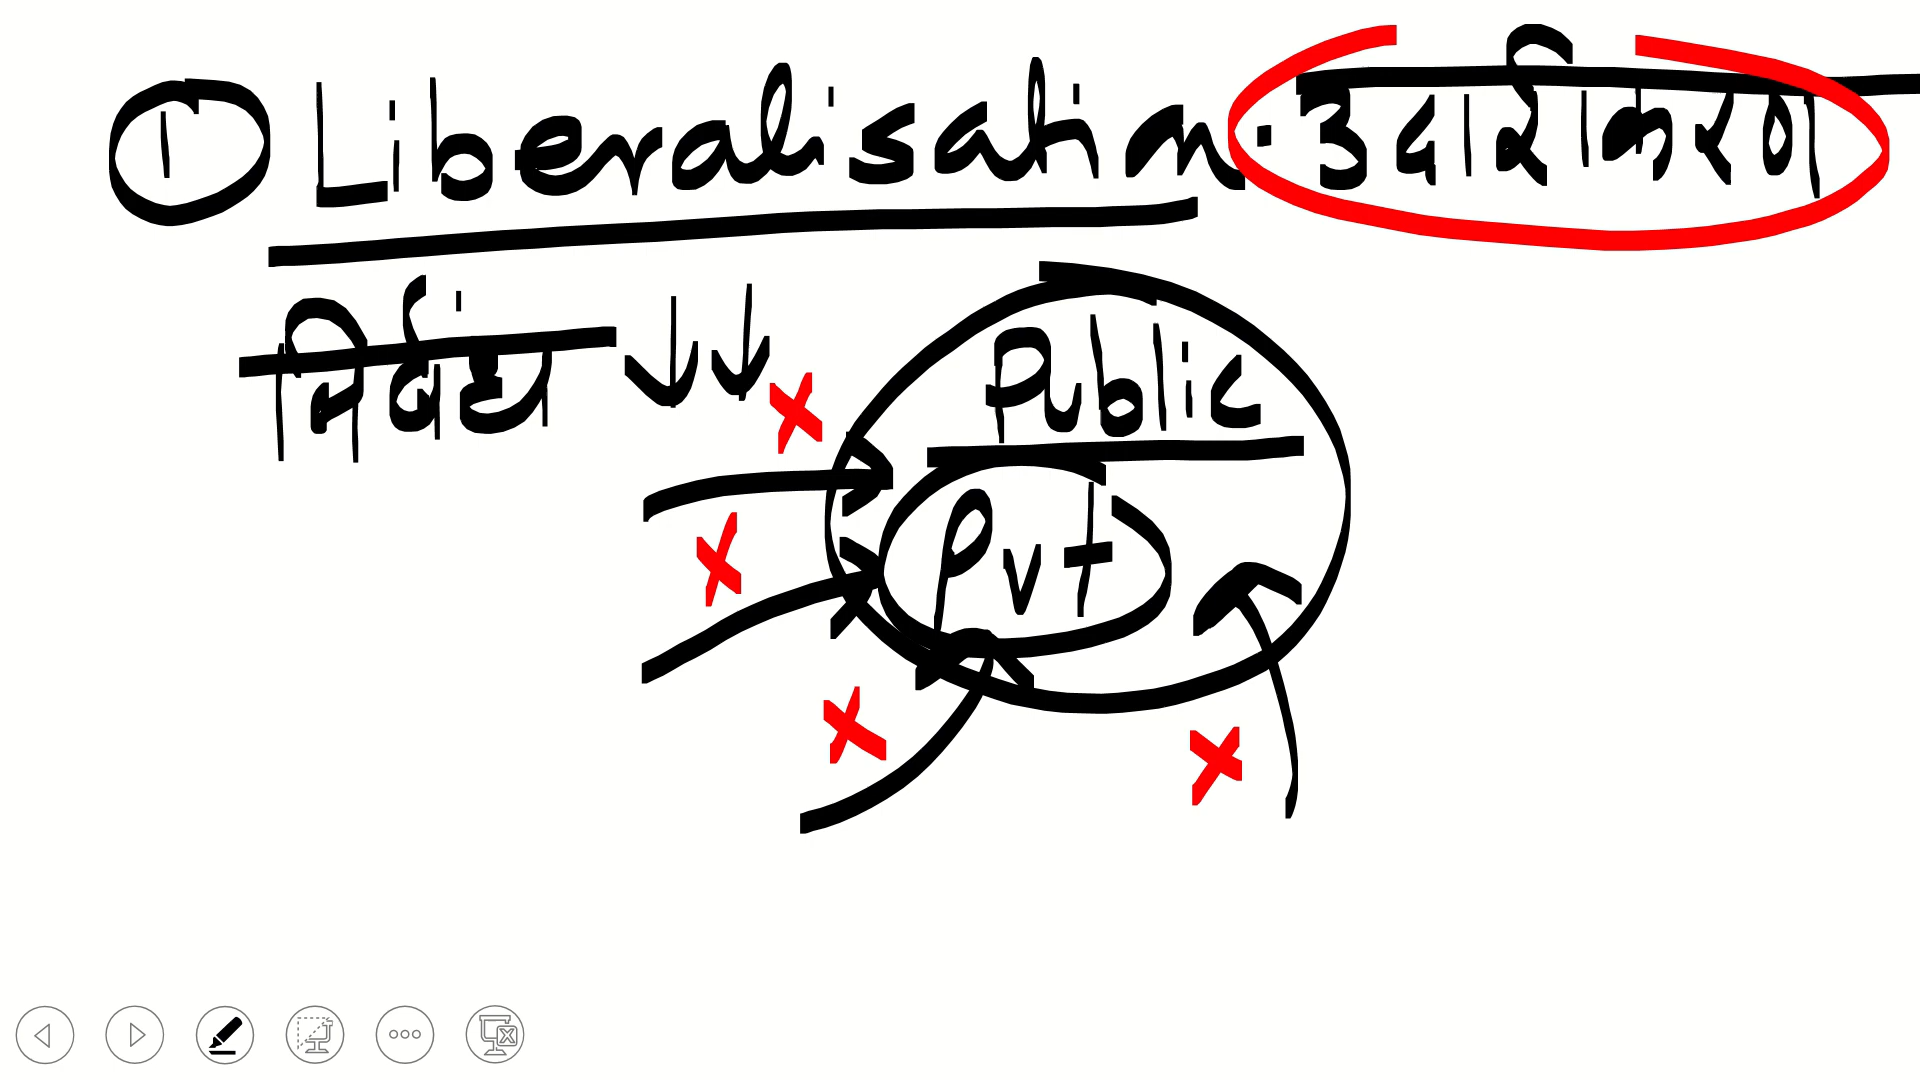 ① Liberalisation. उदारीकरण
निर्बंध ↓↓
Public
Pvt